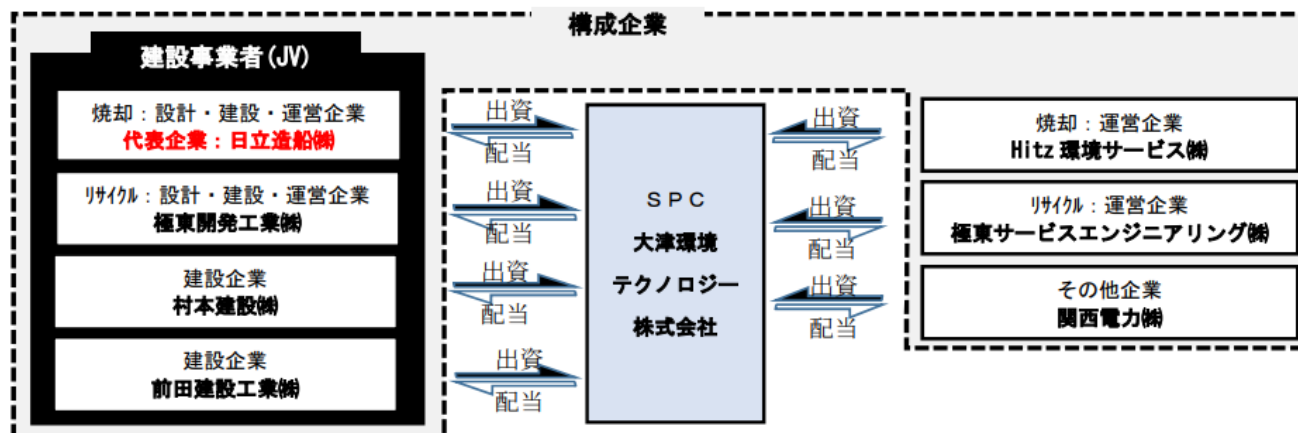 構成企業
建設事業者(JV)
焼却：設計・建設・運営企業
代表企業：日立造船㈱
ﾘｻｲｸﾙ：設計・建設・運営企業
極東開発工業㈱
建設企業
村本建設㈱
建設企業
前田建設工業㈱
出資
配当
出資
配当
出資
配当
出資
配当
ＳＰＣ
大津環境
テクノロジー
株式会社
出資
配当
出資
配当
出資
配当
焼却：運営企業
Hitz 環境サービス㈱
ﾘｻｲｸﾙ：運営企業
極東サービスエンジニアリング㈱
その他企業
関西電力㈱